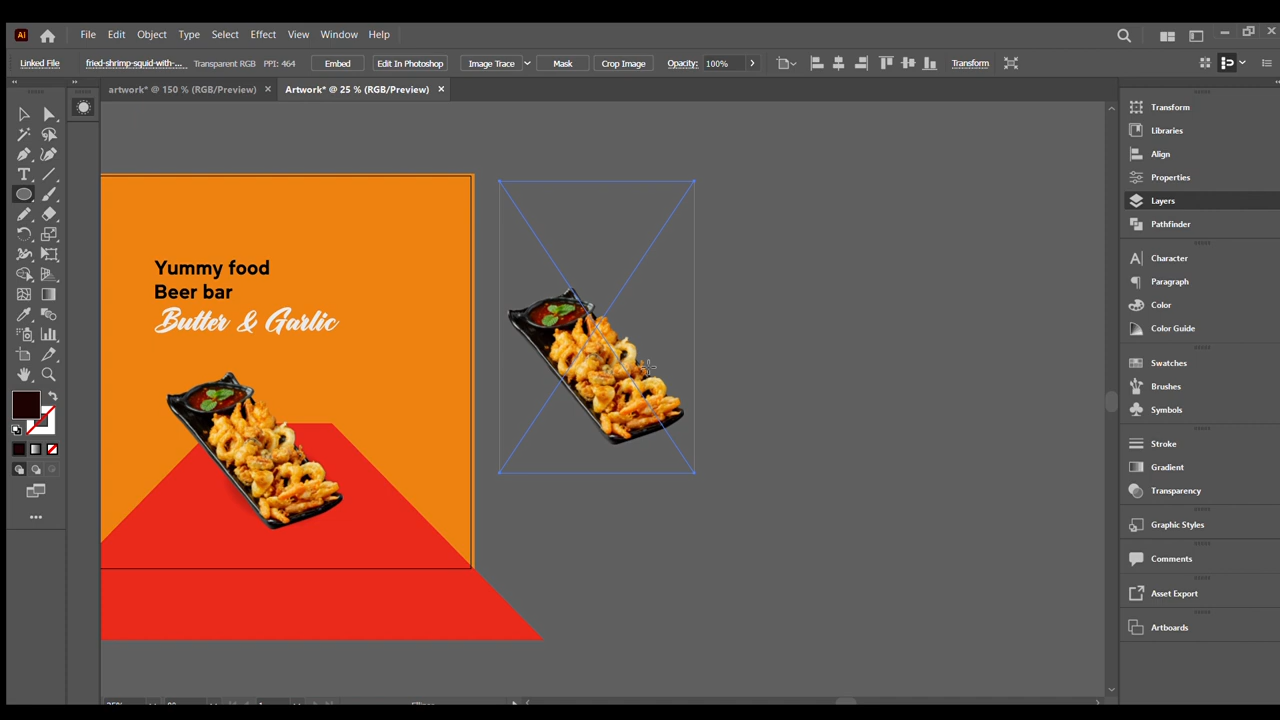 Ai File Edit Object Type Select Effect View Window Help
Linked File fried-shrimp-squid-with-... Transparent RGB PPI: 464 Embed Edit In Photoshop Image Trace Mask Crop Image Opacity: 100% Transform
artwork* @ 150 % (RGB/Preview) Artwork* @ 25 % (RGB/Preview)
Transform
Libraries
Align
Properties
Layers
Pathfinder
Character
Paragraph
Color
Color Guide
Swatches
Brushes
Symbols
Stroke
Gradient
Transparency
Graphic Styles
Comments
Asset Export
Artboards
Yummy food
Beer bar
Butter & Garlic